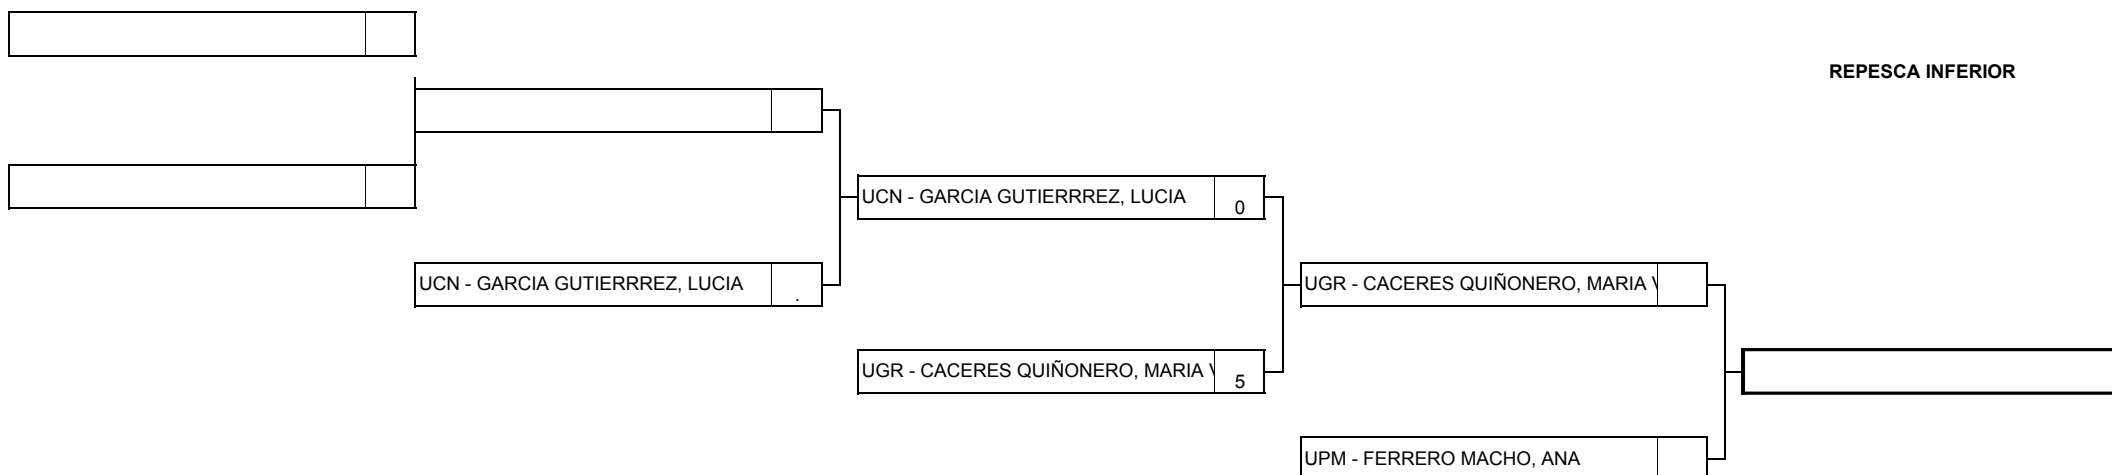 REPESCA INFERIOR
UCN - GARCIA GUTIERRREZ, LUCIA 0
UCN - GARCIA GUTIERRREZ, LUCIA .
UGR - CACERES QUIÑONERO, MARIA
UGR - CACERES QUIÑONERO, MARIA 5
UPM - FERRERO MACHO, ANA